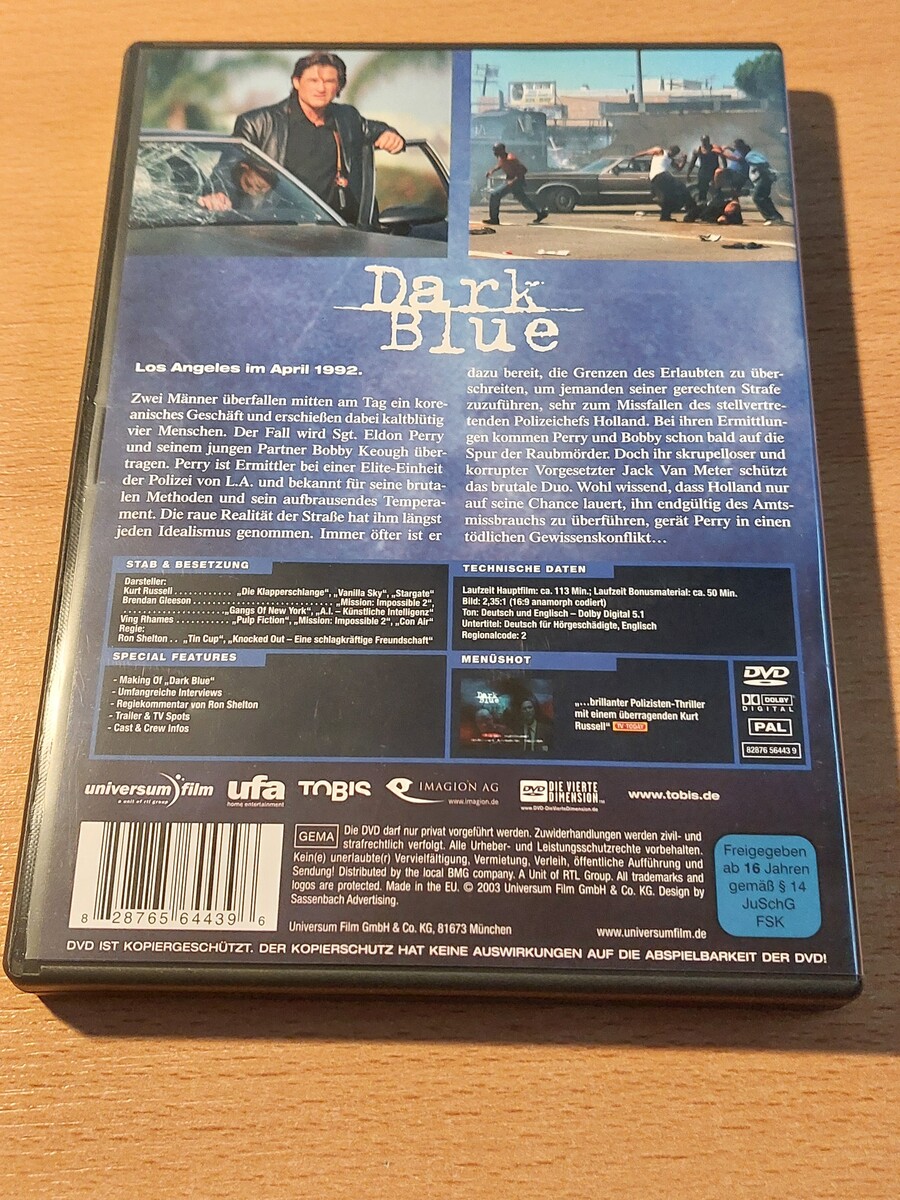 Dark
Blue
Los Angeles im April 1992.
Zwei Männer überfallen mitten am Tag ein kore-
anisches Geschäft und erschießen dabei kaltblütig
vier Menschen. Der Fall wird Sgt. Eldon Perry
und seinem jungen Partner Bobby Keough über-
tragen. Perry ist Ermittler bei einer Elite-Einheit
der Polizei von L.A. und bekannt für seine bruta-
len Methoden und sein aufbrausendes Tempera-
ment. Die raue Realität der Straße hat ihm längst
jeden Idealismus genommen. Immer öfter ist er
dazu bereit, die Grenzen des Erlaubten zu über-
schreiten, um jemanden seiner gerechten Strafe
zuzuführen, sehr zum Missfallen des stellvertre-
tenden Polizeichefs Holland. Bei ihren Ermittlun-
gen kommen Perry und Bobby schon bald auf die
Spur der Raubmörder. Doch ihr skrupelloser und
korrupter Vorgesetzter Jack Van Meter schützt
das brutale Duo. Wohl wissend, dass Holland nur
auf seine Chance lauert, ihn endgültig des Amts-
missbrauchs zu überführen, gerät Perry in einen
tödlichen Gewissenskonflikt...
STAB & BESETZUNG
Darsteller:
Kurt Russell . . . . . . . . . . . „Die Klapperschlange“, „Vanilla Sky“, „Stargate“
Brendan Gleeson . . . . . . . . . . . . . . . . . . . . . . . . . . „Mission: Impossible 2“,
„Gangs Of New York“, „A.I. – Künstliche Intelligenz“
Ving Rhames . . . . . . . . . . „Pulp Fiction“, „Mission: Impossible 2“, „Con Air“
Regie:
Ron Shelton . . „Tin Cup“, „Knocked Out – Eine schlagkräftige Freundschaft“
TECHNISCHE DATEN
Laufzeit Hauptfilm: ca. 113 Min.; Laufzeit Bonusmaterial: ca. 50 Min.
Bild: 2,35:1 (16:9 anamorph codiert)
Ton: Deutsch und Englisch – Dolby Digital 5.1
Untertitel: Deutsch für Hörgeschädigte, Englisch
Regionalcode: 2
SPECIAL FEATURES
- Making Of „Dark Blue“
- Umfangreiche Interviews
- Regiekommentar von Ron Shelton
- Trailer & TV Spots
- Cast & Crew Infos
MENÜSHOT
Dark
Blue
„...brillanter Polizisten-Thriller
mit einem überragenden Kurt
Russell“ TV TODAY
DVD
DOLBY
DIGITAL
PAL
82876 56443 9
universum film
a unit of rtl group
ufa
home entertainment
TOBIS
IMAGION AG
www.imagion.de
DVD DIE VIERTE
DIMENSION
www.DVD-DieVierteDimension.de
www.tobis.de
GEMA
Die DVD darf nur privat vorgeführt werden. Zuwiderhandlungen werden zivil- und
strafrechtlich verfolgt. Alle Urheber- und Leistungsschutzrechte vorbehalten.
Kein(e) unerlaubte(r) Vervielfältigung, Vermietung, Verleih, öffentliche Aufführung und
Sendung! Distributed by the local BMG company. A Unit of RTL Group. All trademarks and
logos are protected. Made in the EU. © 2003 Universum Film GmbH & Co. KG. Design by
Sassenbach Advertising.
Universum Film GmbH & Co. KG, 81673 München
www.universumfilm.de
8 28765 64439 6
Freigegeben
ab 16 Jahren
gemäß § 14
JuSchG
FSK
DVD IST KOPIERGESCHÜTZT. DER KOPIERSCHUTZ HAT KEINE AUSWIRKUNGEN AUF DIE ABSPIELBARKEIT DER DVD!